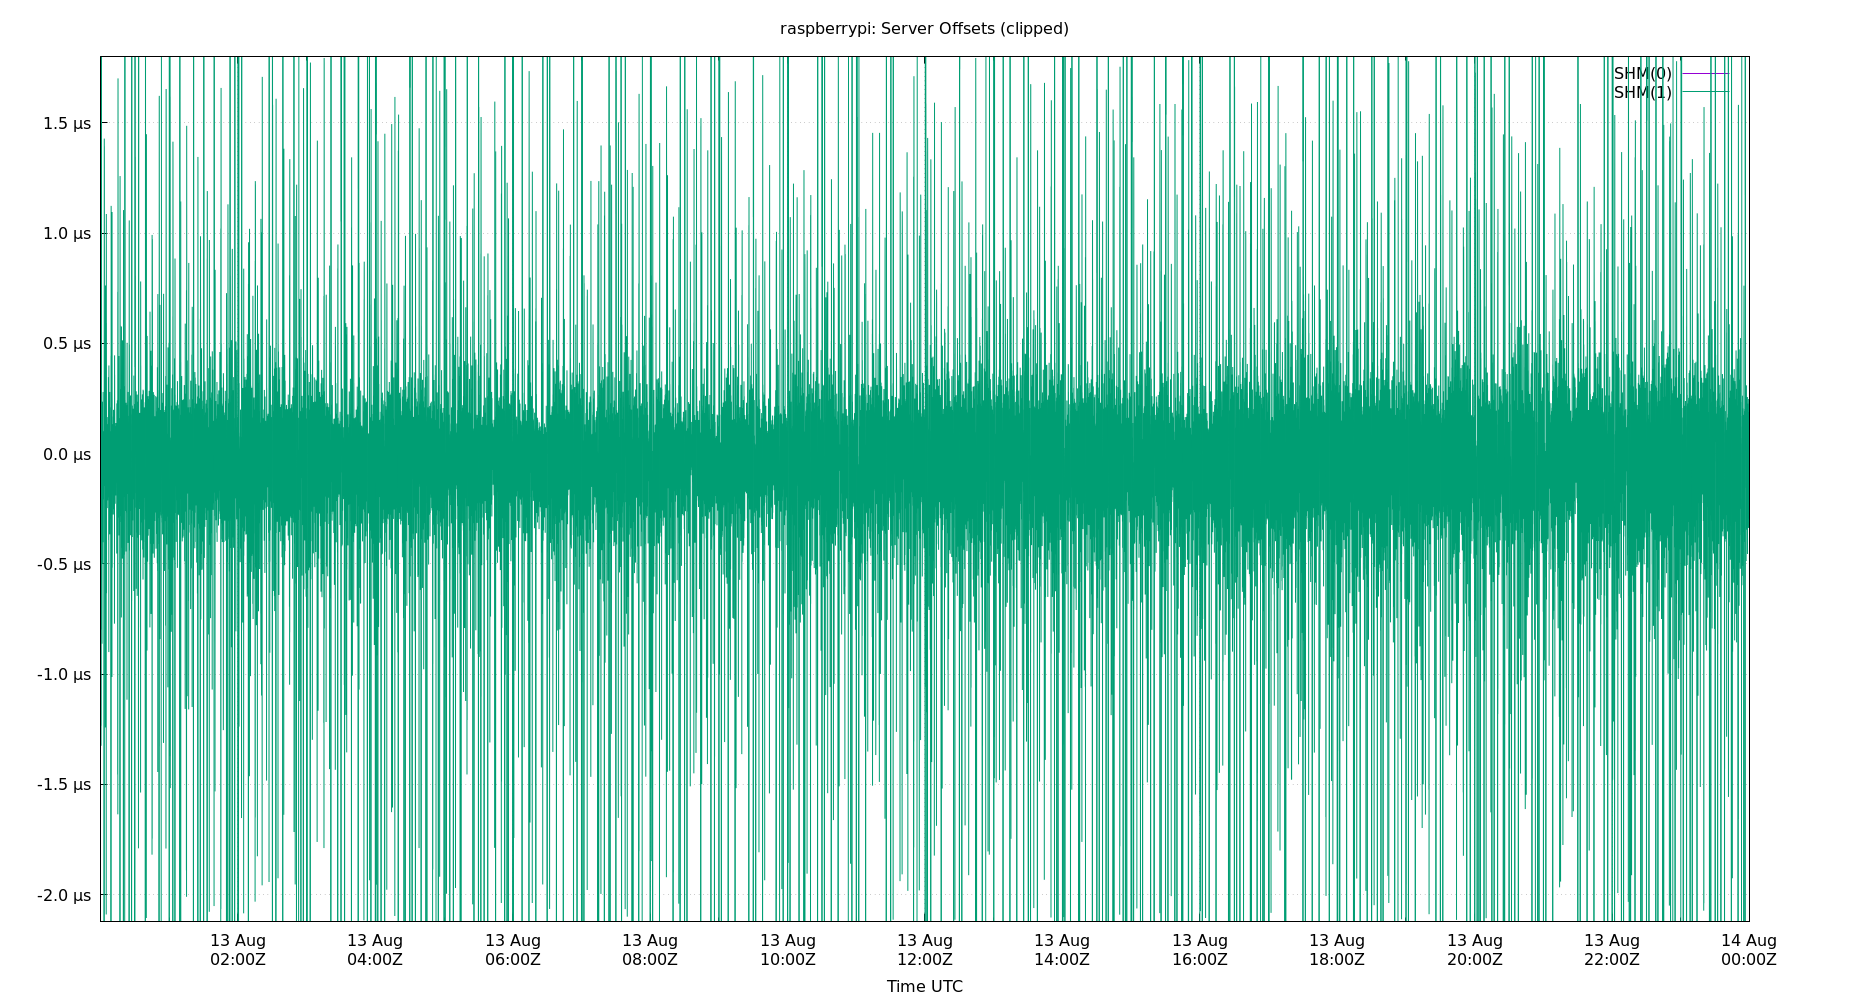 raspberrypi: Server Offsets (clipped)
SHM(0)
SHM(1)
1.5 µs
1.0 µs
0.5 µs
0.0 µs
-0.5 µs
-1.0 µs
-1.5 µs
-2.0 µs
13 Aug 13 Aug 13 Aug 13 Aug 13 Aug 13 Aug 13 Aug 13 Aug 13 Aug 13 Aug 13 Aug 14 Aug
02:00Z 04:00Z 06:00Z 08:00Z 10:00Z 12:00Z 14:00Z 16:00Z 18:00Z 20:00Z 22:00Z 00:00Z
Time UTC